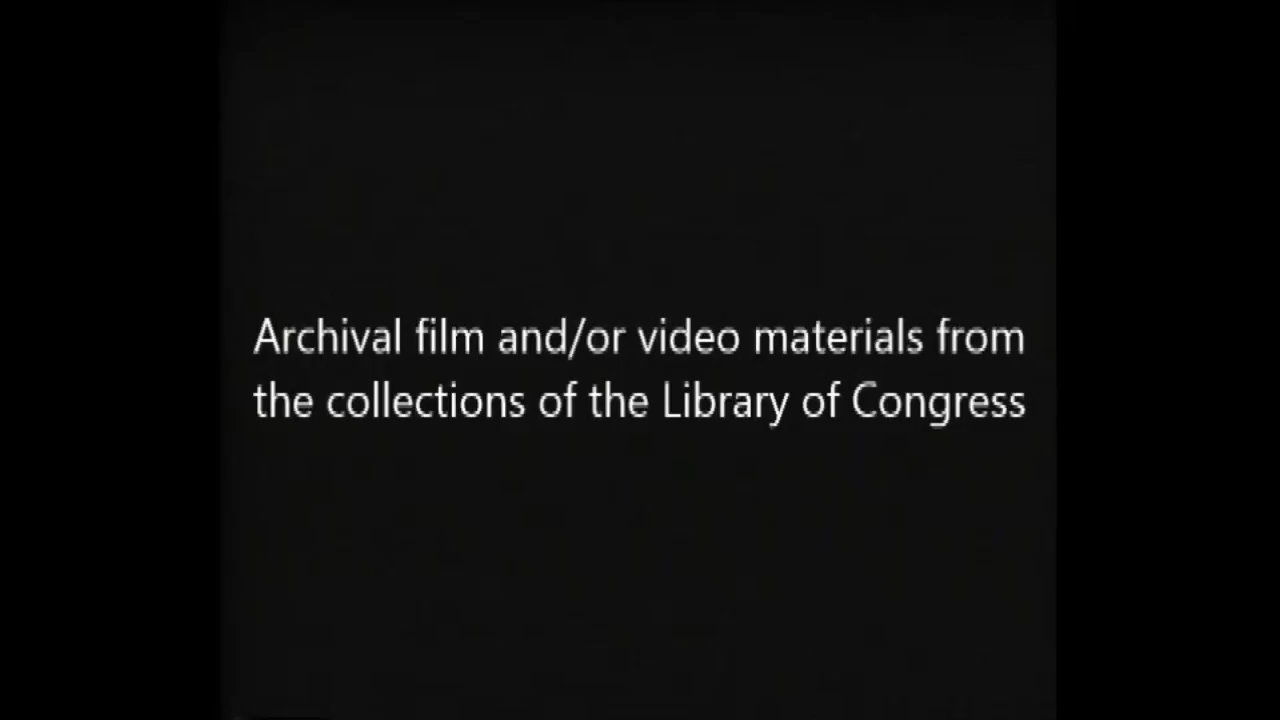 Archival film and/or video materials from
the collections of the Library of Congress